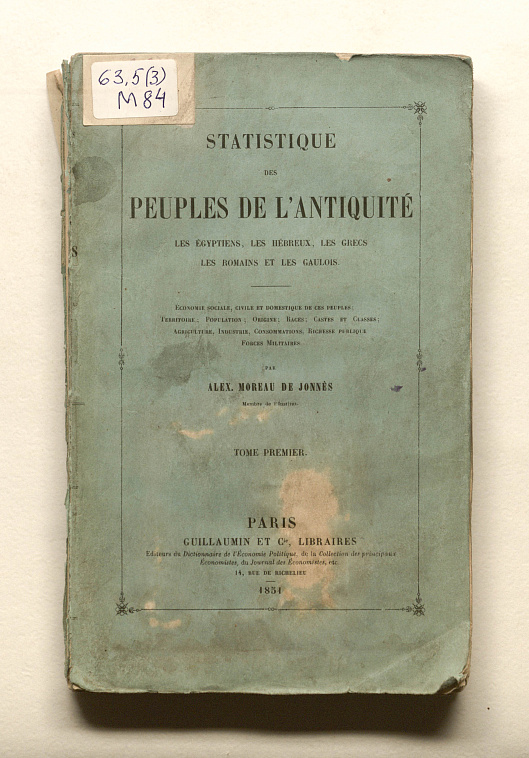 63,5(3)
M84
STATISTIQUE
DES
PEUPLES DE L'ANTIQUITÉ
LES ÉGYPTIENS, LES HÉBREUX, LES GRECS
LES ROMAINS ET LES GAULOIS.
S
ÉCONOMIE SOCIALE, CIVILE ET DOMESTIQUE DE CES PEUPLES;
TERRITOIRE; POPULATION; ORIGINE; RACES; CASTES ET CLASSES;
AGRICULTURE, INDUSTRIE, CONSOMMATIONS, RICHESSE PUBLIQUE
FORCES MILITAIRES
PAR
ALEX. MOREAU DE JONNÈS
Membre de l'Institut.
TOME PREMIER.
PARIS
GUILLAUMIN ET Cie, LIBRAIRES
Editeurs du Dictionnaire de l'Économie Politique, de la Collection des principaux
Économistes, du Journal des Économistes, etc.
14, RUE DE RICHELIEU
1851